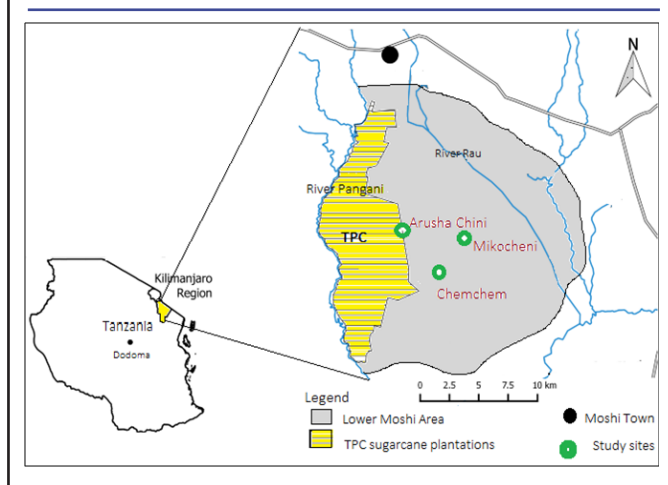 N
River Rau
River Pangani
Arusha Chini
TPC
Mikocheni
Chemchem
Kilimanjaro
Region
Tanzania
Dodoma
0 2.5 5 7.5 10 km
Legend
Lower Moshi Area
TPC sugarcane plantations
Moshi Town
Study sites